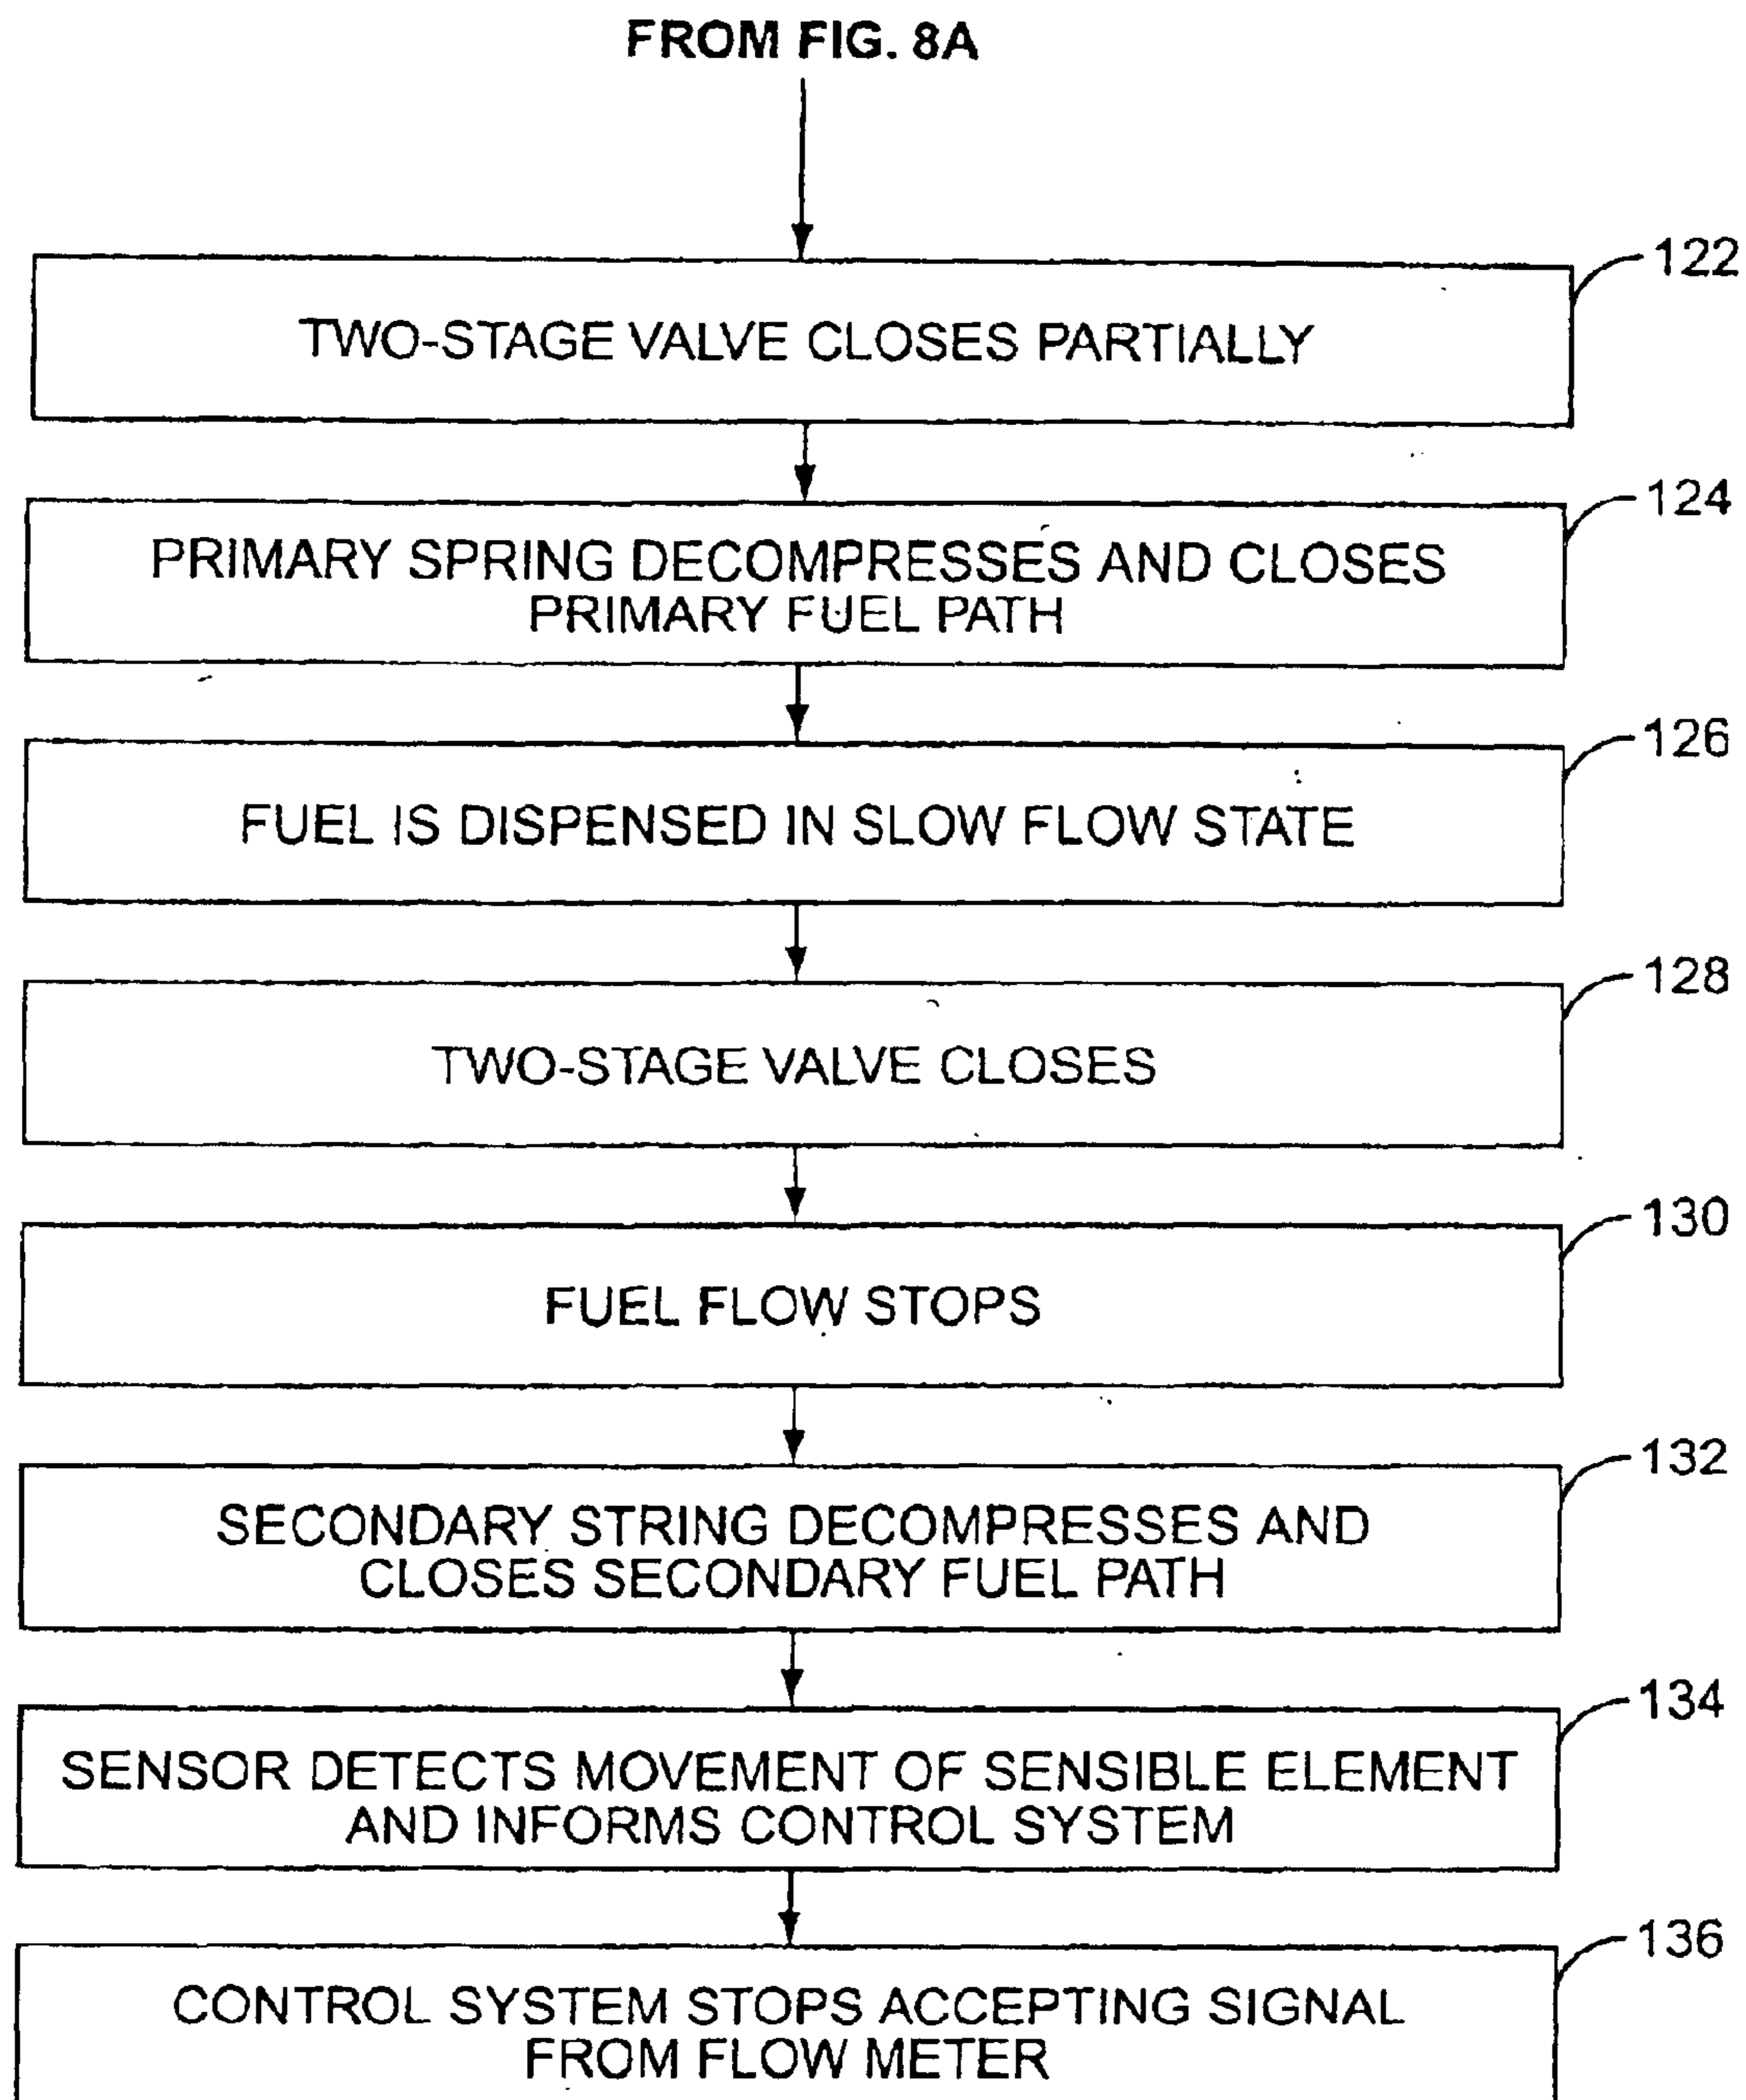 FROM FIG. 8A
122
TWO-STAGE VALVE CLOSES PARTIALLY
124
PRIMARY SPRING DECOMPRESSES AND CLOSES
PRIMARY FUEL PATH
126
FUEL IS DISPENSED IN SLOW FLOW STATE
128
TWO-STAGE VALVE CLOSES
130
FUEL FLOW STOPS
132
SECONDARY STRING DECOMPRESSES AND
CLOSES SECONDARY FUEL PATH
134
SENSOR DETECTS MOVEMENT OF SENSIBLE ELEMENT
AND INFORMS CONTROL SYSTEM
136
CONTROL SYSTEM STOPS ACCEPTING SIGNAL
FROM FLOW METER